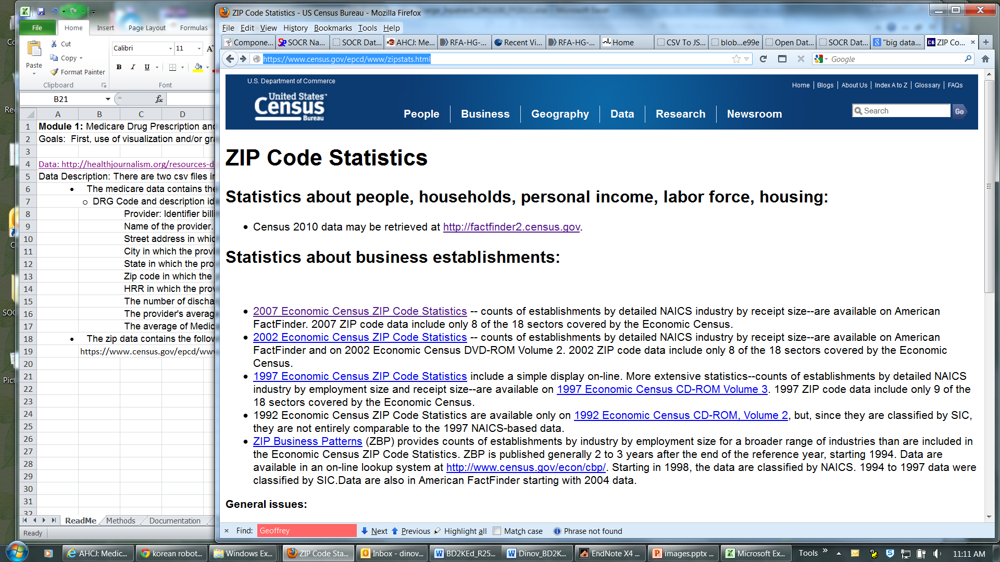 ZIP Code Statistics - US Census Bureau - Mozilla Firefox
File Edit View History Bookmarks Tools Help
Compone... SOCR Na... SOCR Dat... AHCJ: Me... RFA-HG-... Recent Vi... RFA-HG-... Home CSV To JS... blob...e99e Open Dat... SOCR Dat... "big data... ZIP Co...
https://www.census.gov/epcd/www/zipstats.html
Google
U.S. Department of Commerce
Home Blogs About Us Index A to Z Glossary FAQs
United States™
Census
Bureau
People Business Geography Data Research Newsroom
Search Go
ZIP Code Statistics
Statistics about people, households, personal income, labor force, housing:
• Census 2010 data may be retrieved at http://factfinder2.census.gov.
Statistics about business establishments:
• 2007 Economic Census ZIP Code Statistics -- counts of establishments by detailed NAICS industry by receipt size--are available on American
FactFinder. 2007 ZIP code data include only 8 of the 18 sectors covered by the Economic Census.
• 2002 Economic Census ZIP Code Statistics -- counts of establishments by detailed NAICS industry by receipt size--are available on American
FactFinder and on 2002 Economic Census DVD-ROM Volume 2. 2002 ZIP code data include only 8 of the 18 sectors covered by the Economic
Census.
• 1997 Economic Census ZIP Code Statistics include a simple display on-line. More extensive statistics--counts of establishments by detailed NAICS
industry by employment size and receipt size--are available on 1997 Economic Census CD-ROM Volume 3. 1997 ZIP code data include only 9 of the
18 sectors covered by the Economic Census.
• 1992 Economic Census ZIP Code Statistics are available only on 1992 Economic Census CD-ROM, Volume 2, but, since they are classified by SIC,
they are not entirely comparable to the 1997 NAICS-based data.
• ZIP Business Patterns (ZBP) provides counts of establishments by industry by employment size for a broader range of industries than are included in
the Economic Census ZIP Code Statistics. ZBP is published generally 2 to 3 years after the end of the reference year, starting 1994. Data are
available in an on-line lookup system at http://www.census.gov/econ/cbp/. Starting in 1998, the data are classified by NAICS. 1994 to 1997 data were
classified by SIC.Data are also in American FactFinder starting with 2004 data.
General issues:
× Find: Geoffrey Next Previous Highlight all Match case Phrase not found
File Home Insert Page Layout Formulas
Paste Cut
Copy
Format Painter
Clipboard
Calibri 11 A
B I U
Font
B21 fx
A B C D
1 Module 1: Medicare Drug Prescription and
2 Goals: First, use of visualization and/or gra
3
4 Data: http://healthjournalism.org/resources-d
5 Data Description: There are two csv files in
6 • The medicare data contains the
7 o DRG Code and description id
8 Provider: Identifier billi
9 Name of the provider.
10 Street address in whic
11 City in which the provi
12 State in which the pro
13 Zip code in which the
14 HRR in which the prov
15 The number of discha
16 The provider's averag
17 The average of Medic
18 • The zip data contains the follow
19 https://www.census.gov/epcd/www
20
21
22
23
24
25
26
27
28
29
30
31
32
ReadMe Methods Documentation
Ready
AHCJ: Medic... korean robot... Windows Ex... ZIP Code Sta... Inbox - dinov... BD2KEd_R25... Dinov_BD2K... EndNote X4 ... images.pptx ... Microsoft Ex... Tools » 11:11 AM